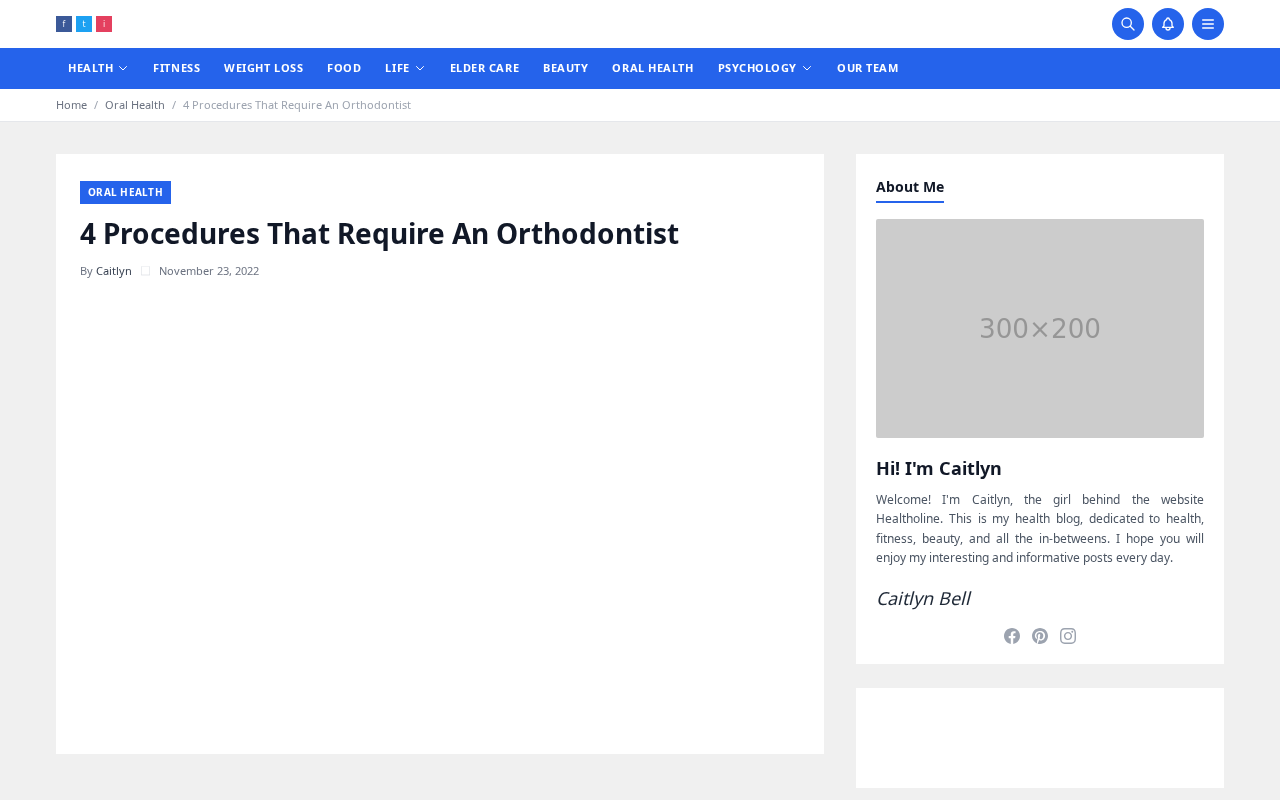 f t i
HEALTH FITNESS WEIGHT LOSS FOOD LIFE ELDER CARE BEAUTY ORAL HEALTH PSYCHOLOGY OUR TEAM
Home / Oral Health / 4 Procedures That Require An Orthodontist
ORAL HEALTH
4 Procedures That Require An Orthodontist
By Caitlyn November 23, 2022
About Me
300×200
Hi! I'm Caitlyn
Welcome! I'm Caitlyn, the girl behind the website
Healtholine. This is my health blog, dedicated to health,
fitness, beauty, and all the in-betweens. I hope you will
enjoy my interesting and informative posts every day.
Caitlyn Bell